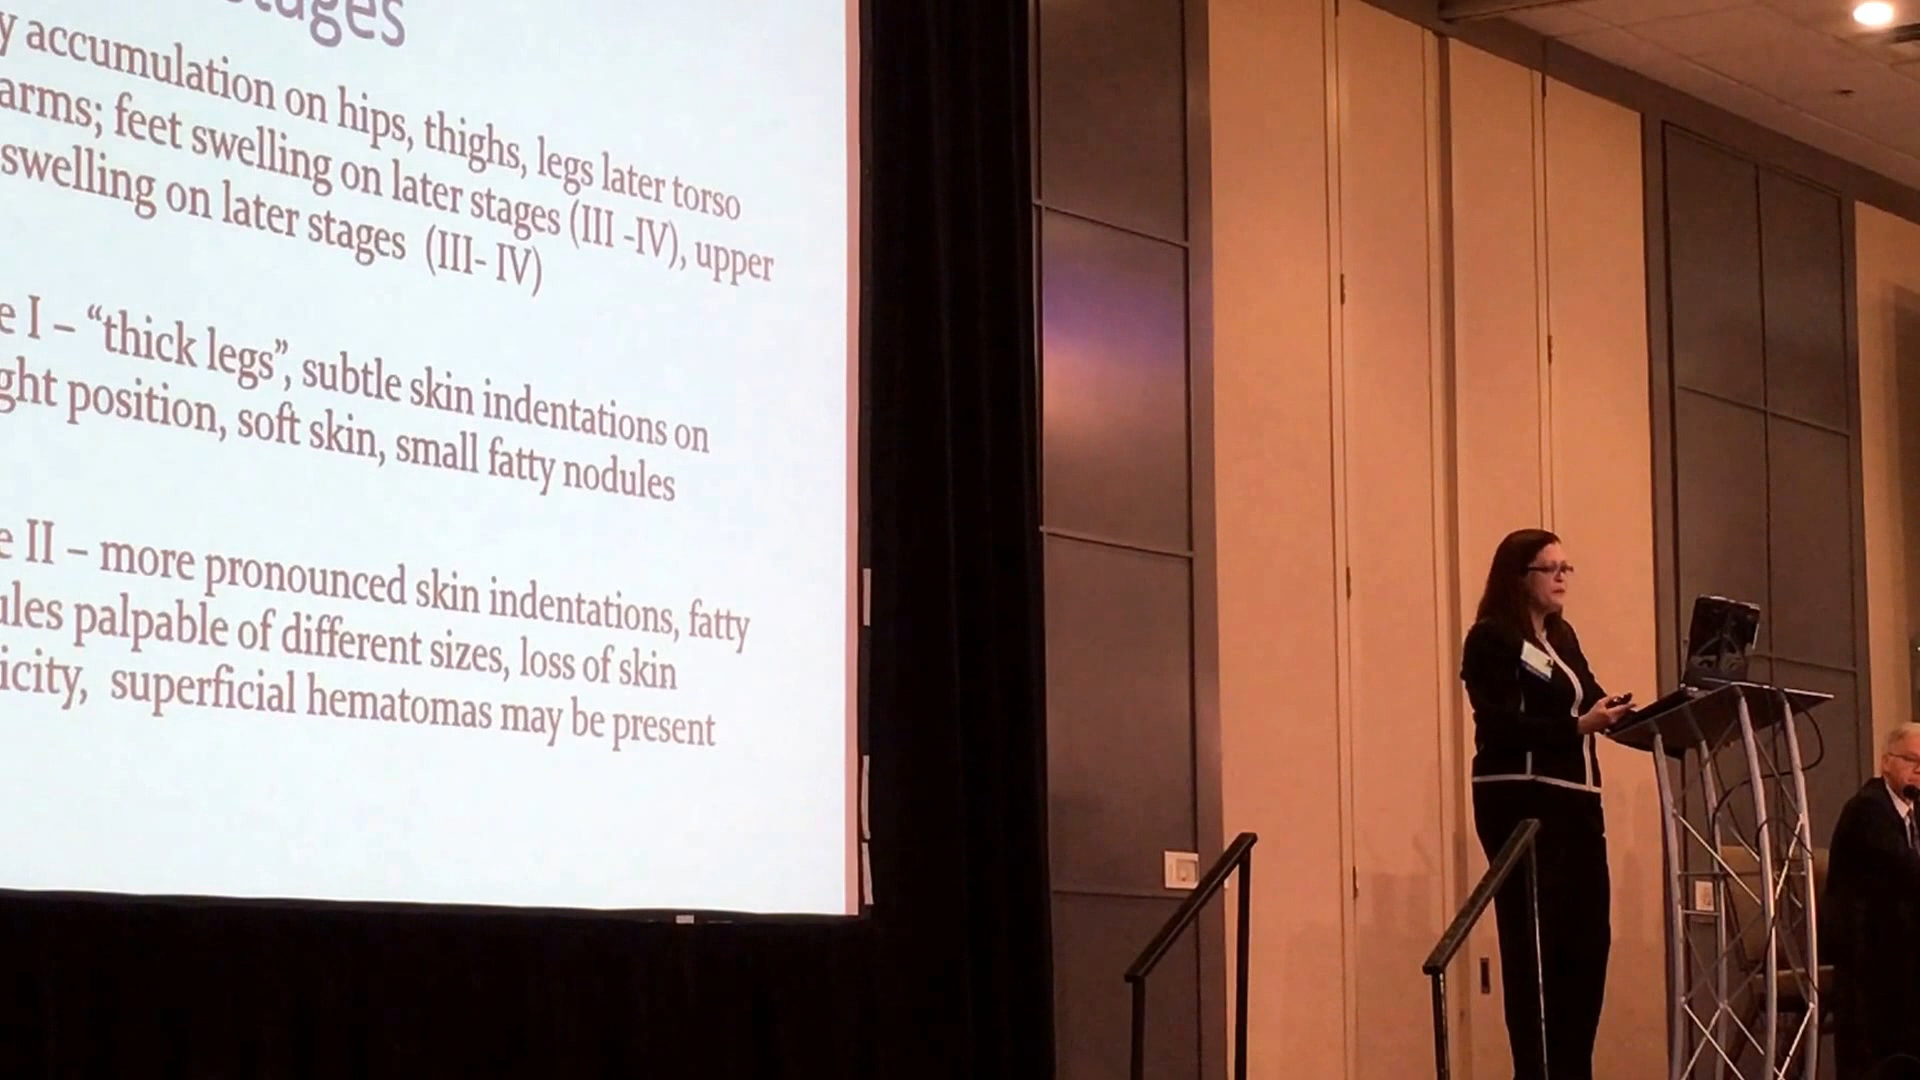 stages
y accumulation on hips, thighs, legs later torso
arms; feet swelling on later stages (III -IV), upper
swelling on later stages (III- IV)
e I – “thick legs”, subtle skin indentations on
ght position, soft skin, small fatty nodules
e II – more pronounced skin indentations, fatty
ules palpable of different sizes, loss of skin
icity, superficial hematomas may be present